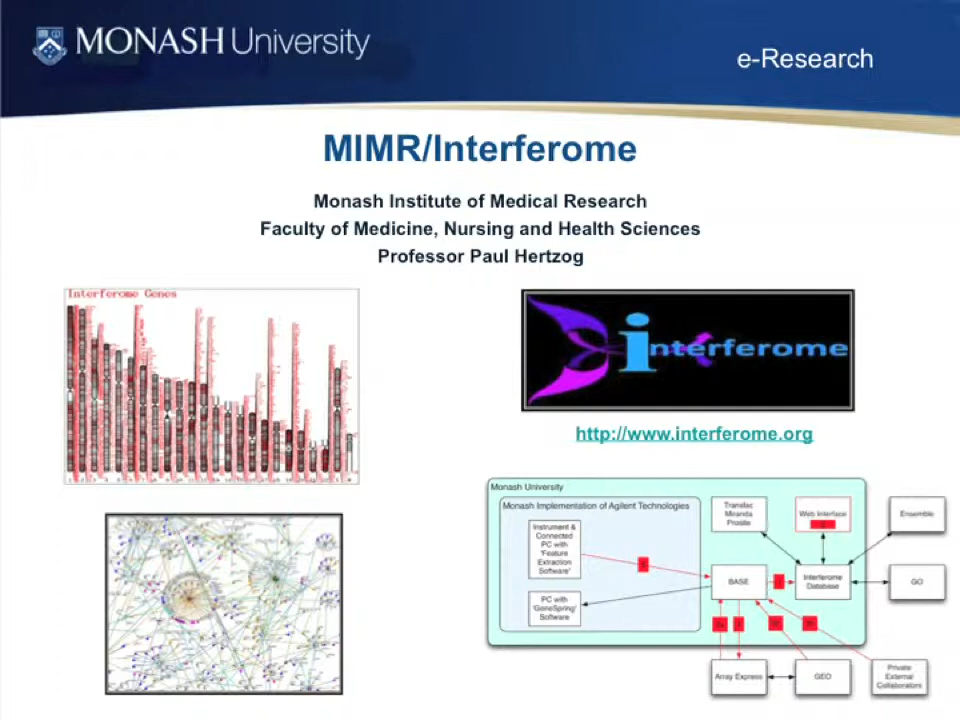 MONASH University
e-Research
MIMR/Interferome
Monash Institute of Medical Research
Faculty of Medicine, Nursing and Health Sciences
Professor Paul Hertzog
Interferome Genes
interferome
http://www.interferome.org
Monash University
Monash Implementation of Agilent Technologies
Instrument &
Connected
PC with
'Feature
Extraction
Software'
PC with
'GeneSpring'
Software
Transfac
Miranda
Prosite
Web Interface
Ensemble
BASE
Interferome
Database
GO
Array Express
GEO
Private
External
Collaborators